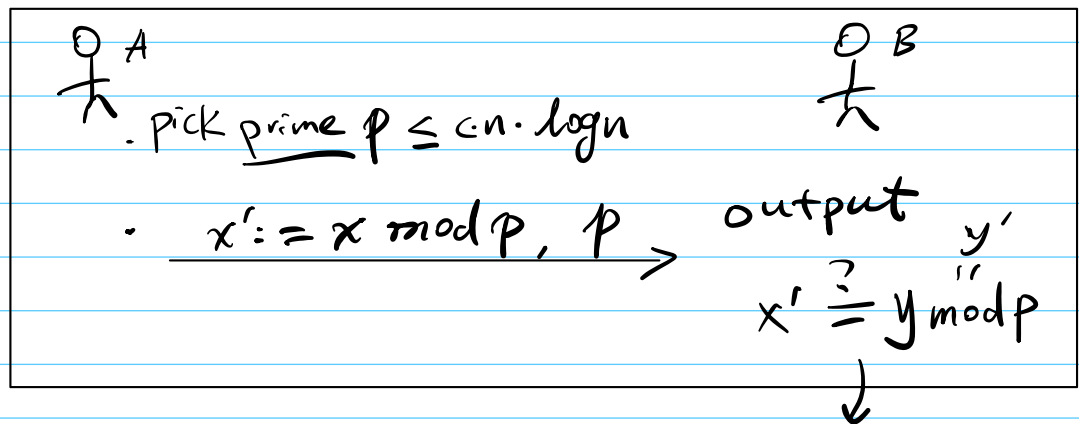 A B
. pick prime p ≤ c·n· logn
output
· x' := x mod p, p
y'
"
x' ≟ y mod p